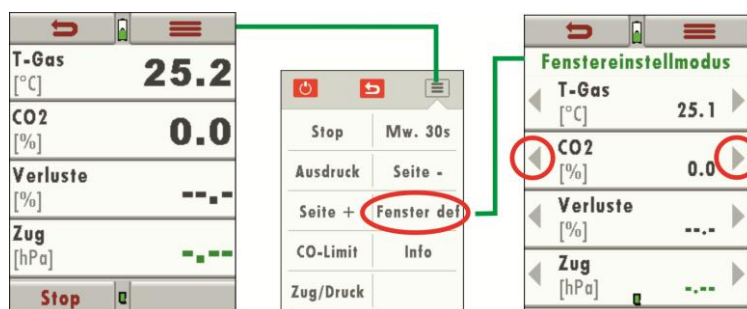 T-Gas
[°C]
25.2
CO2
[%]
0.0
Verluste
[%]
--.-
Zug
[hPa]
-.--
Stop
Stop
Mw. 30s
Ausdruck
Seite -
Seite +
Fenster def
CO-Limit
Info
Zug/Druck
Fenstereinstellmodus
T-Gas
[°C]
25.1
CO2
[%]
0.0
Verluste
[%]
--.-
Zug
[hPa]
-.--